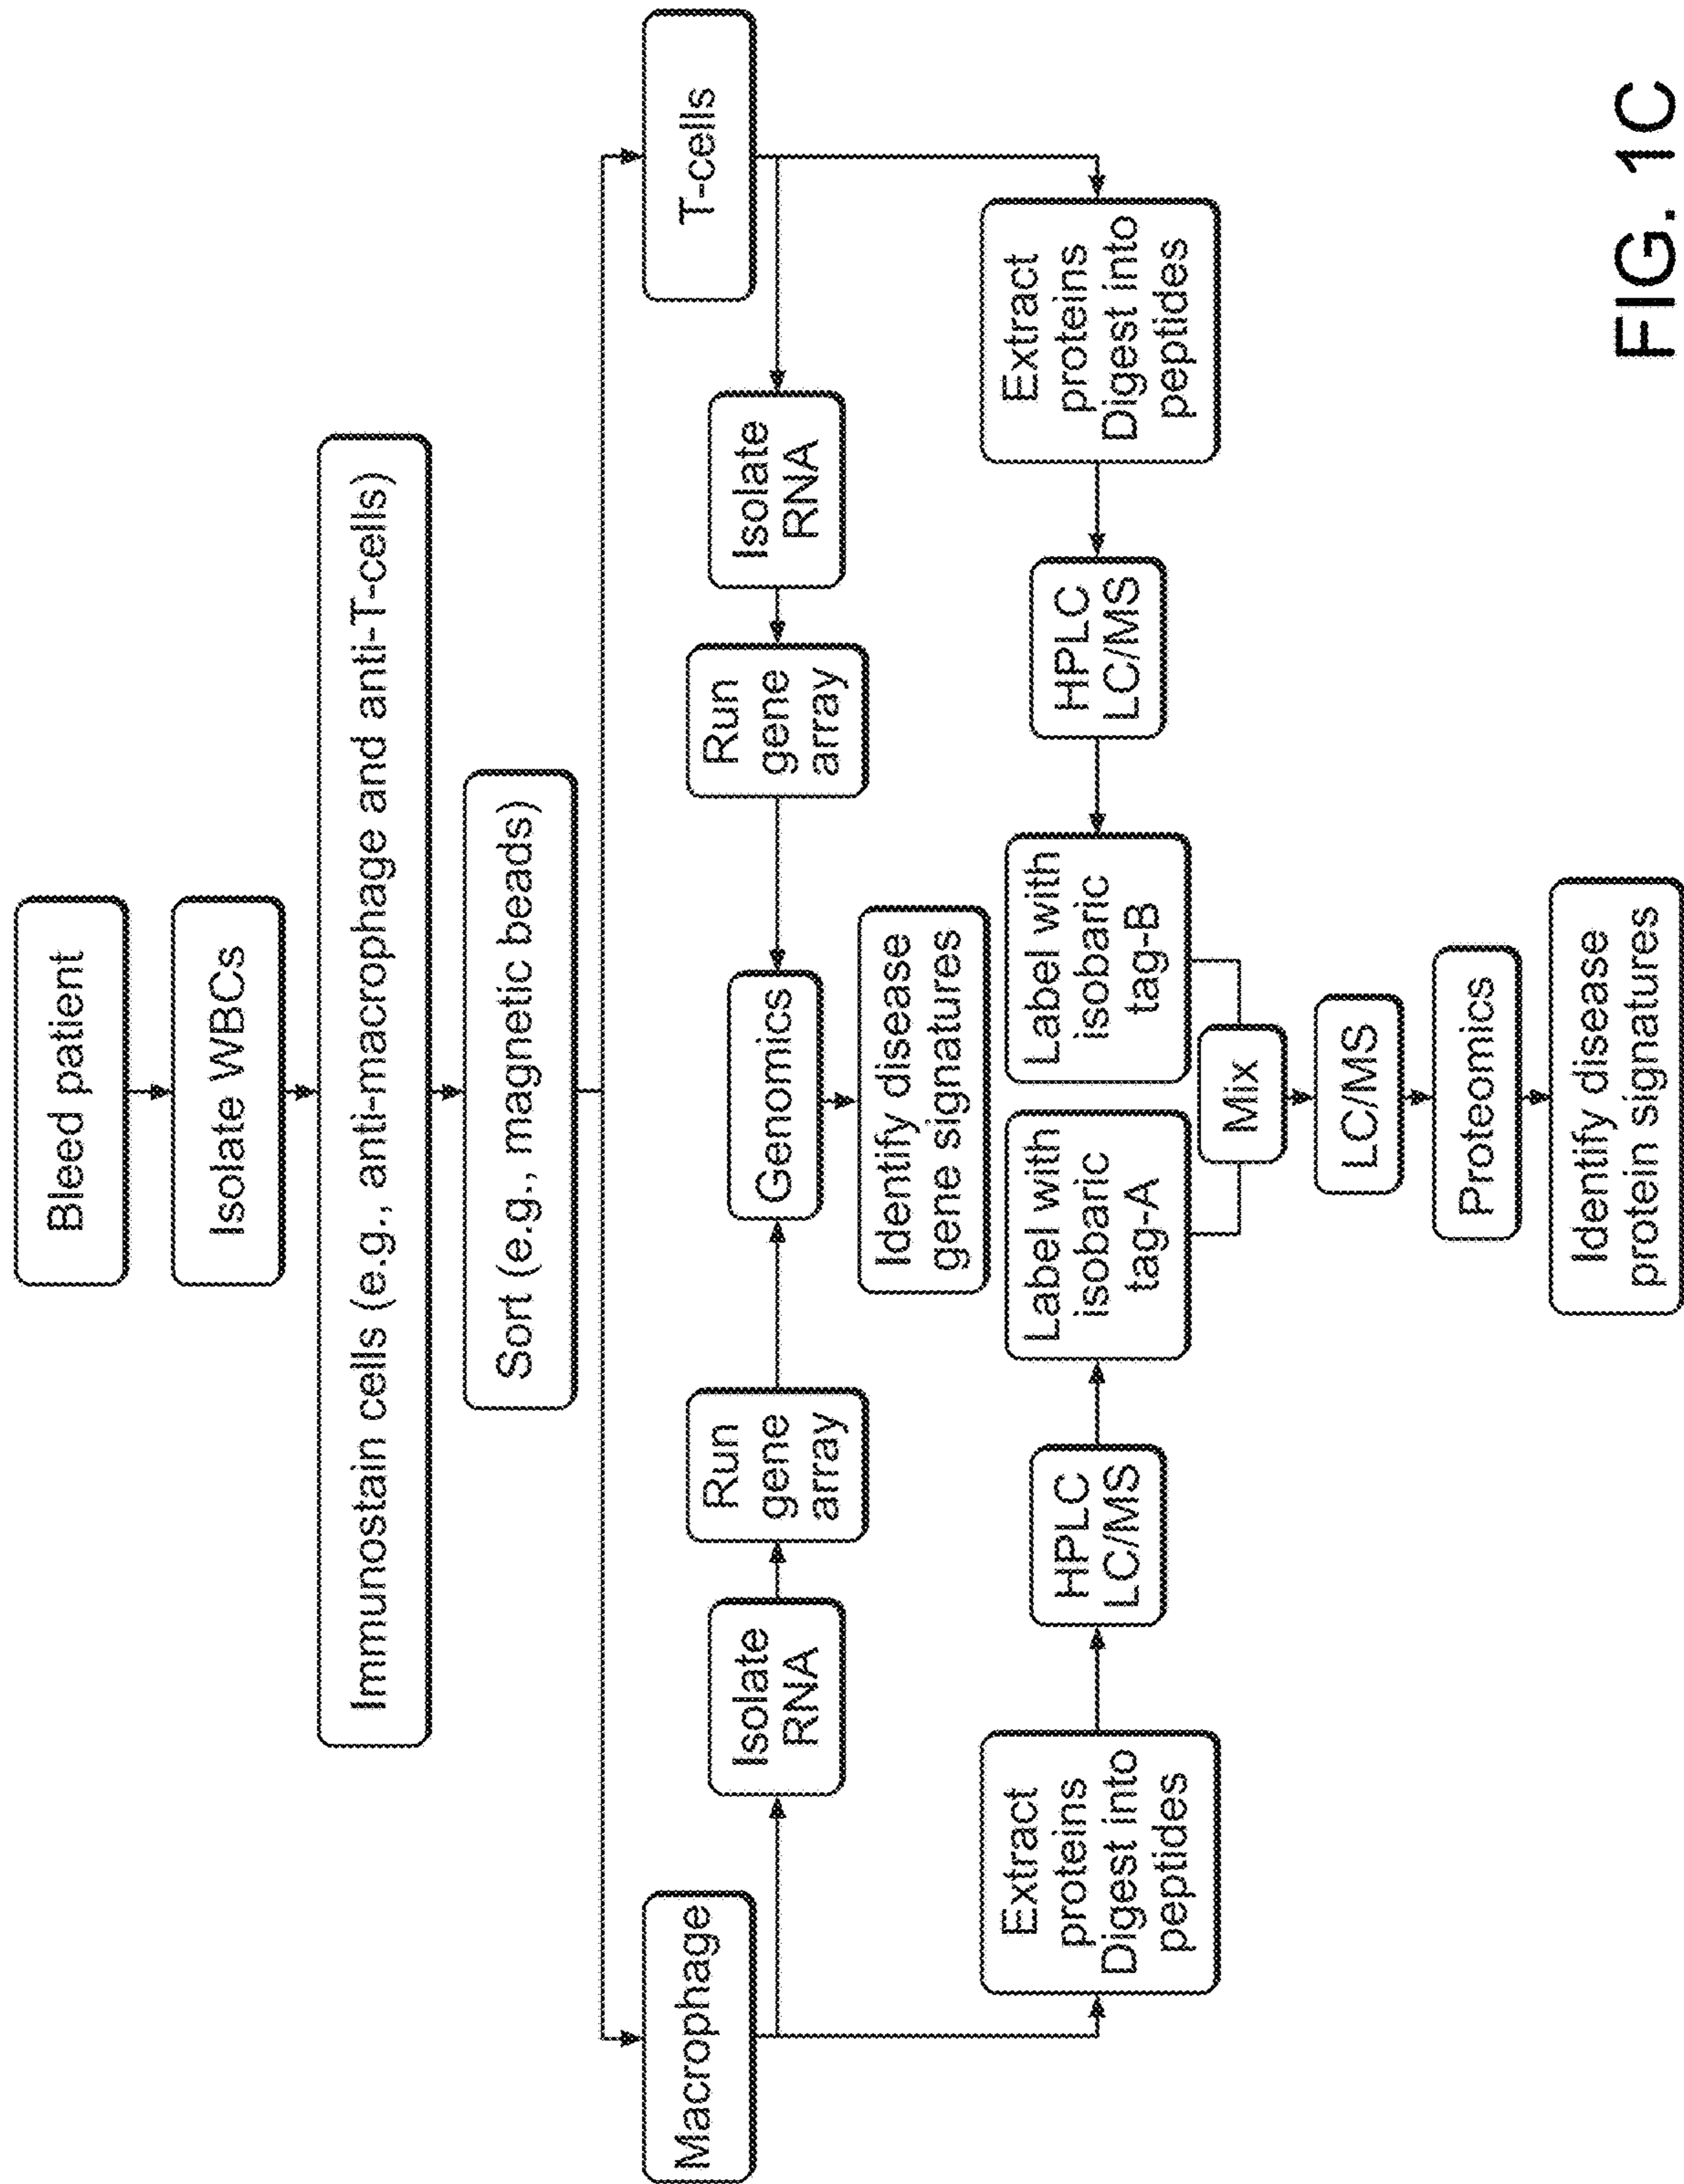 Bleed patient
Isolate WBCs
Immunostain cells (e.g., anti-macrophage and anti-T-cells)
Sort (e.g., magnetic beads)
Macrophage
T-cells
Isolate
RNA
Run
gene
array
Genomics
Run
gene
array
Isolate
RNA
Identify disease
gene signatures
Extract
proteins
Digest into
peptides
HPLC
LC/MS
Label with
isobaric
tag-A
Label with
isobaric
tag-B
HPLC
LC/MS
Extract
proteins
Digest into
peptides
Mix
LC/MS
Proteomics
Identify disease
protein signatures
FIG. 1C